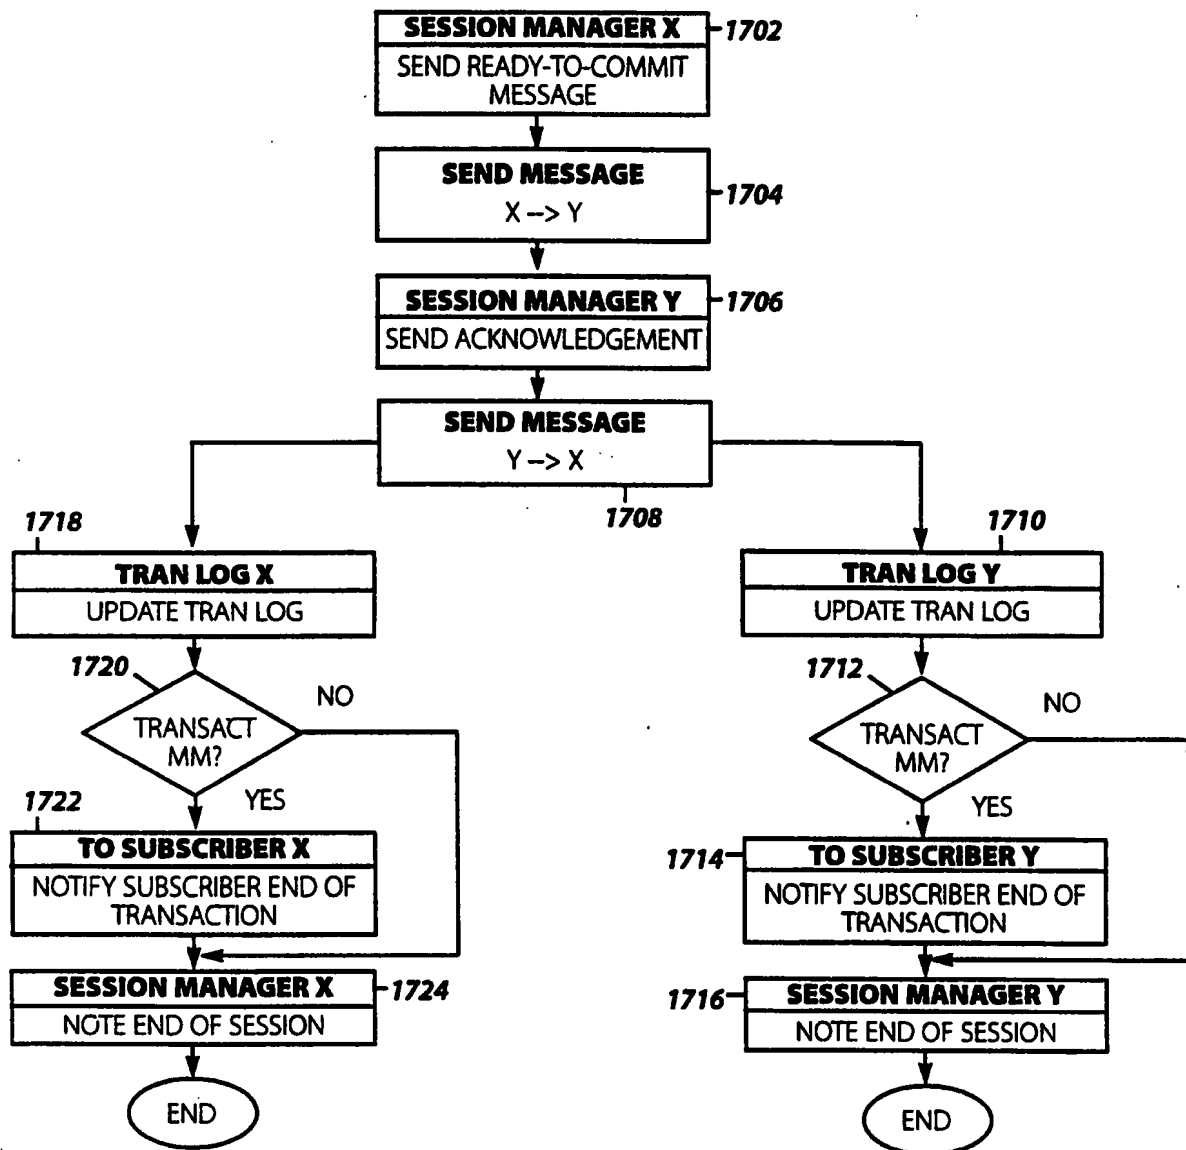 SESSION MANAGER X
1702
SEND READY-TO-COMMIT
MESSAGE
SEND MESSAGE
1704
X --> Y
SESSION MANAGER Y
1706
SEND ACKNOWLEDGEMENT
SEND MESSAGE
Y --> X
1708
1718
TRAN LOG X
UPDATE TRAN LOG
1720
NO
TRANSACT
MM?
YES
1722
TO SUBSCRIBER X
NOTIFY SUBSCRIBER END OF
TRANSACTION
SESSION MANAGER X
1724
NOTE END OF SESSION
END
1710
TRAN LOG Y
UPDATE TRAN LOG
1712
NO
TRANSACT
MM?
YES
1714
TO SUBSCRIBER Y
NOTIFY SUBSCRIBER END OF
TRANSACTION
1716
SESSION MANAGER Y
NOTE END OF SESSION
END